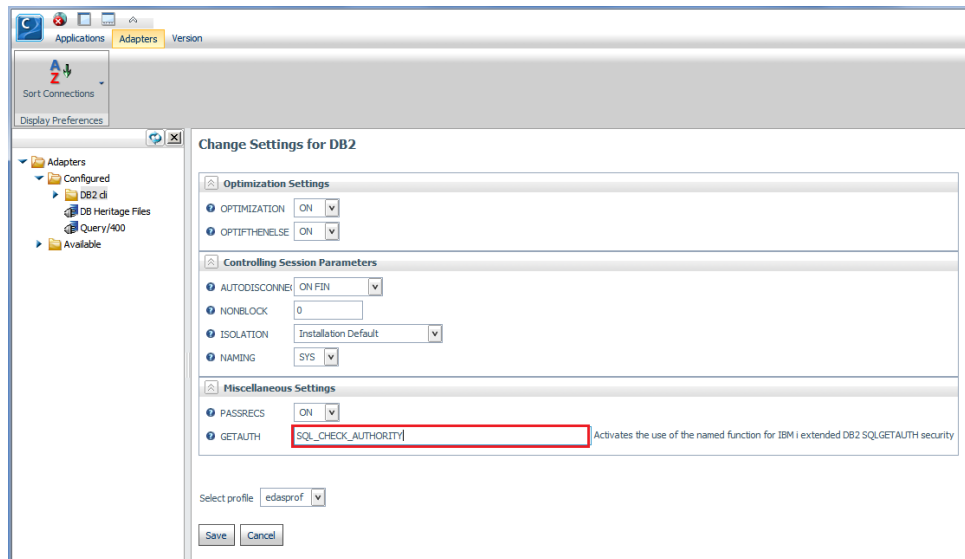 C
Applications Adapters Version
A
Z
Sort Connections
Display Preferences
Adapters
Configured
DB2 cli
DB Heritage Files
Query/400
Available
Change Settings for DB2
Optimization Settings
? OPTIMIZATION ON
? OPTIFTHENELSE ON
Controlling Session Parameters
? AUTODISCONNEC ON FIN
? NONBLOCK 0
? ISOLATION Installation Default
? NAMING SYS
Miscellaneous Settings
? PASSRECS ON
? GETAUTH SQL_CHECK_AUTHORITY Activates the use of the named function for IBM i extended DB2 SQLGETAUTH security
Select profile edasprof
Save Cancel